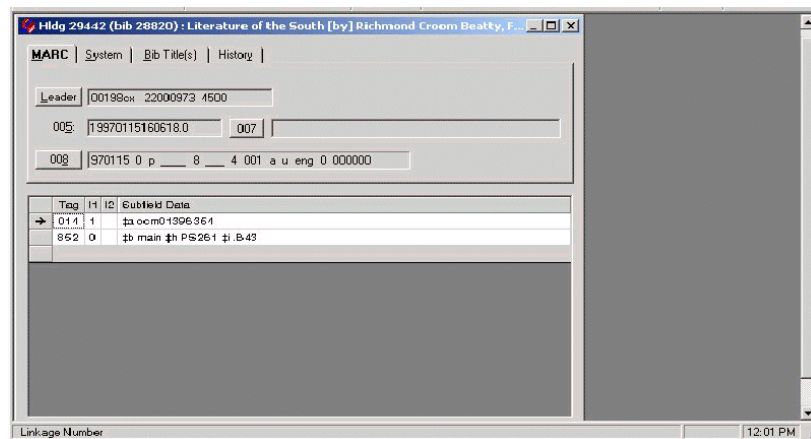 Hldg 29442 (bib 28820) : Literature of the South [by] Richmond Croom Beatty, F...
MARC System Bib Title(s) History
Leader 00198cx 22000973 4500
005: 19970115160618.0 007
008 970115 0 p ____ 8 ___ 4 001 a u eng 0 000000
Tag I1 I2 Subfield Data
014 1 ‡a ocm01396364
852 0 ‡b main ‡h PS261 ‡i .B43
Linkage Number 12:01 PM